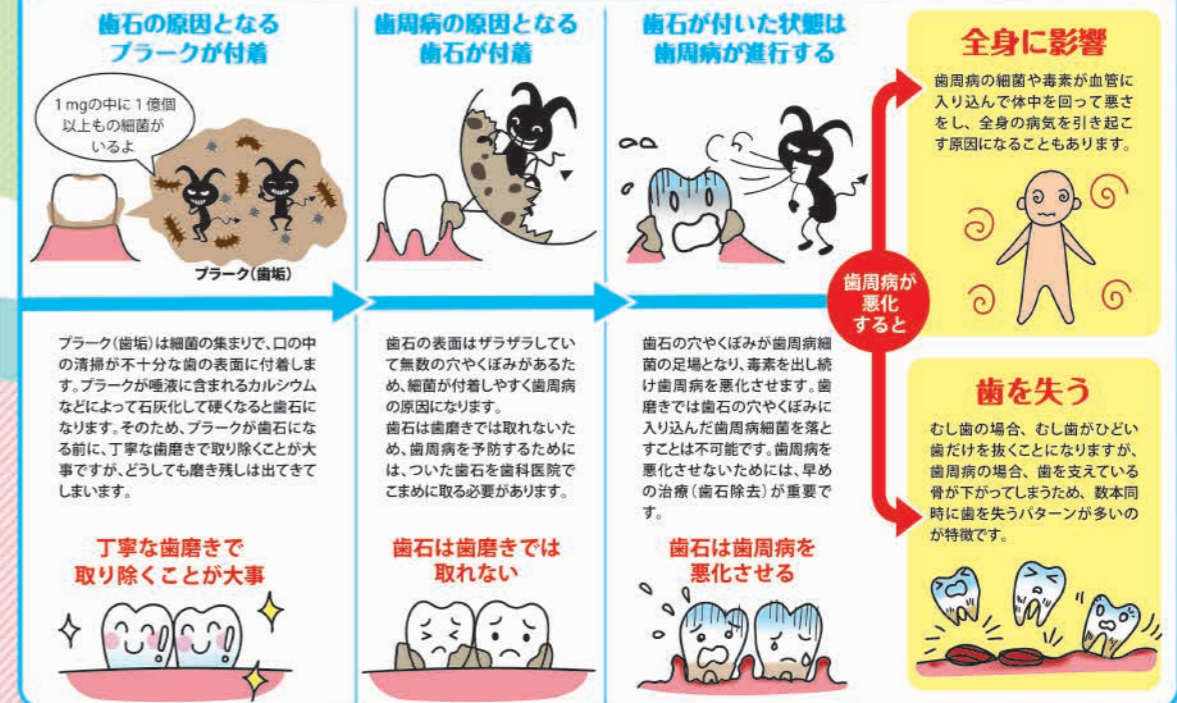 歯石の原因となる
プラークが付着
1mgの中に1億個
以上もの細菌が
いるよ
プラーク(歯垢)
プラーク(歯垢)は細菌の集まりで、口の中
の清掃が不十分な歯の表面に付着しま
す。プラークが唾液に含まれるカルシウム
などによって石灰化して硬くなると歯石に
なります。そのため、プラークが歯石にな
る前に、丁寧な歯磨きで取り除くことが大
事ですが、どうしても磨き残しは出てきて
しまいます。
丁寧な歯磨きで
取り除くことが大事
歯周病の原因となる
歯石が付着
歯石の表面はザラザラしてい
て無数の穴やくぼみがあるた
め、細菌が付着しやすく歯周病
の原因になります。
歯石は歯磨きでは取れないた
め、歯周病を予防するために
は、ついた歯石を歯科医院で
こまめに取る必要があります。
歯石は歯磨きでは
取れない
歯石が付いた状態は
歯周病が進行する
歯石の穴やくぼみが歯周病細
菌の足場となり、毒素を出し続
け歯周病を悪化させます。歯
磨きでは歯石の穴やくぼみに
入り込んだ歯周病細菌を落と
すことは不可能です。歯周病を
悪化させないためには、早め
の治療(歯石除去)が重要で
す。
歯石は歯周病を
悪化させる
歯周病が
悪化
すると
全身に影響
歯周病の細菌や毒素が血管に
入り込んで体中を回って悪さ
をし、全身の病気を引き起こ
す原因になることもあります。
歯を失う
むし歯の場合、むし歯がひどい
歯だけを抜くことになりますが、
歯周病の場合、歯を支えている
骨が下がってしまうため、数本同
時に歯を失うパターンが多いの
が特徴です。